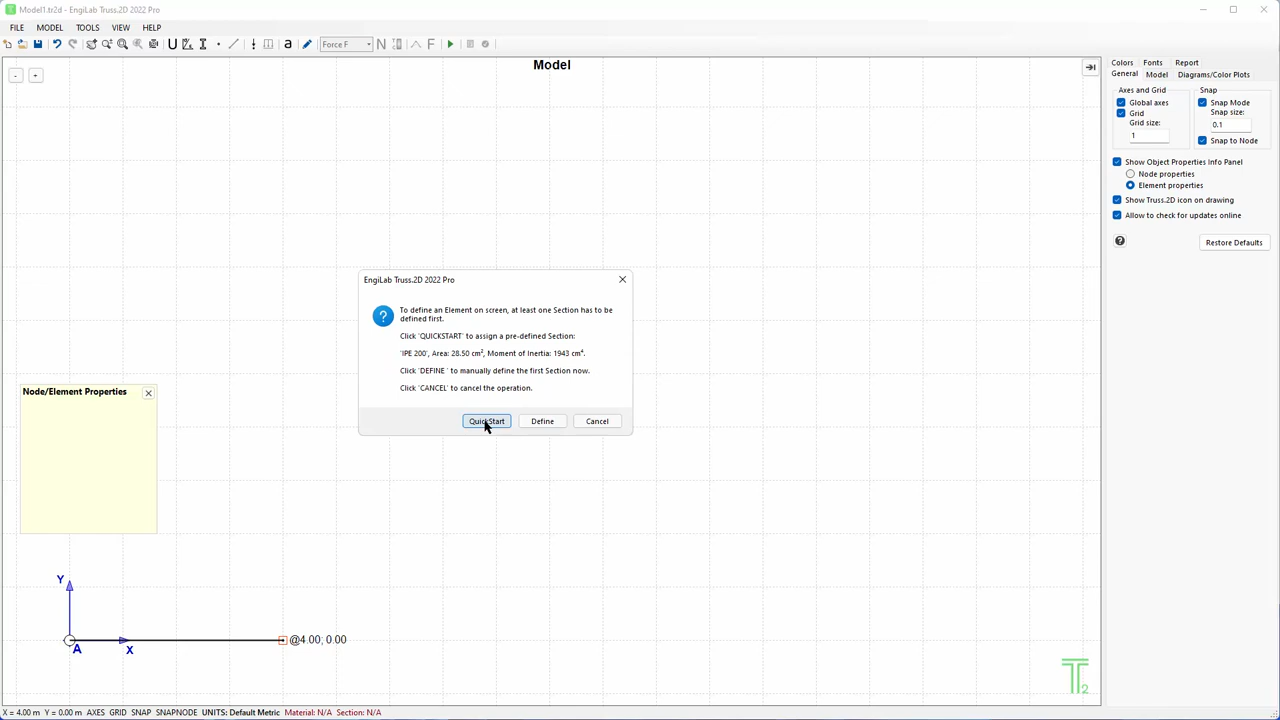 Model1.tr2d - EngiLab Truss.2D 2022 Pro
FILE MODEL TOOLS VIEW HELP
Force F
Model
- +
Colors Fonts Report
General Model Diagrams/Color Plots
Axes and Grid
Global axes
Grid
Grid size:
1
Snap
Snap Mode
Snap size:
0.1
Snap to Node
Show Object Properties Info Panel
Node properties
Element properties
Show Truss.2D icon on drawing
Allow to check for updates online
Restore Defaults
EngiLab Truss.2D 2022 Pro
To define an Element on screen, at least one Section has to be
defined first.
Click 'QUICKSTART' to assign a pre-defined Section:
'IPE 200', Area: 28.50 cm², Moment of Inertia: 1943 cm⁴.
Click 'DEFINE ' to manually define the first Section now.
Click 'CANCEL' to cancel the operation.
QuickStart Define Cancel
Node/Element Properties
Y
A
X
@4.00; 0.00
T2
X = 4.00 m Y = 0.00 m AXES GRID SNAP SNAPNODE UNITS: Default Metric Material: N/A Section: N/A